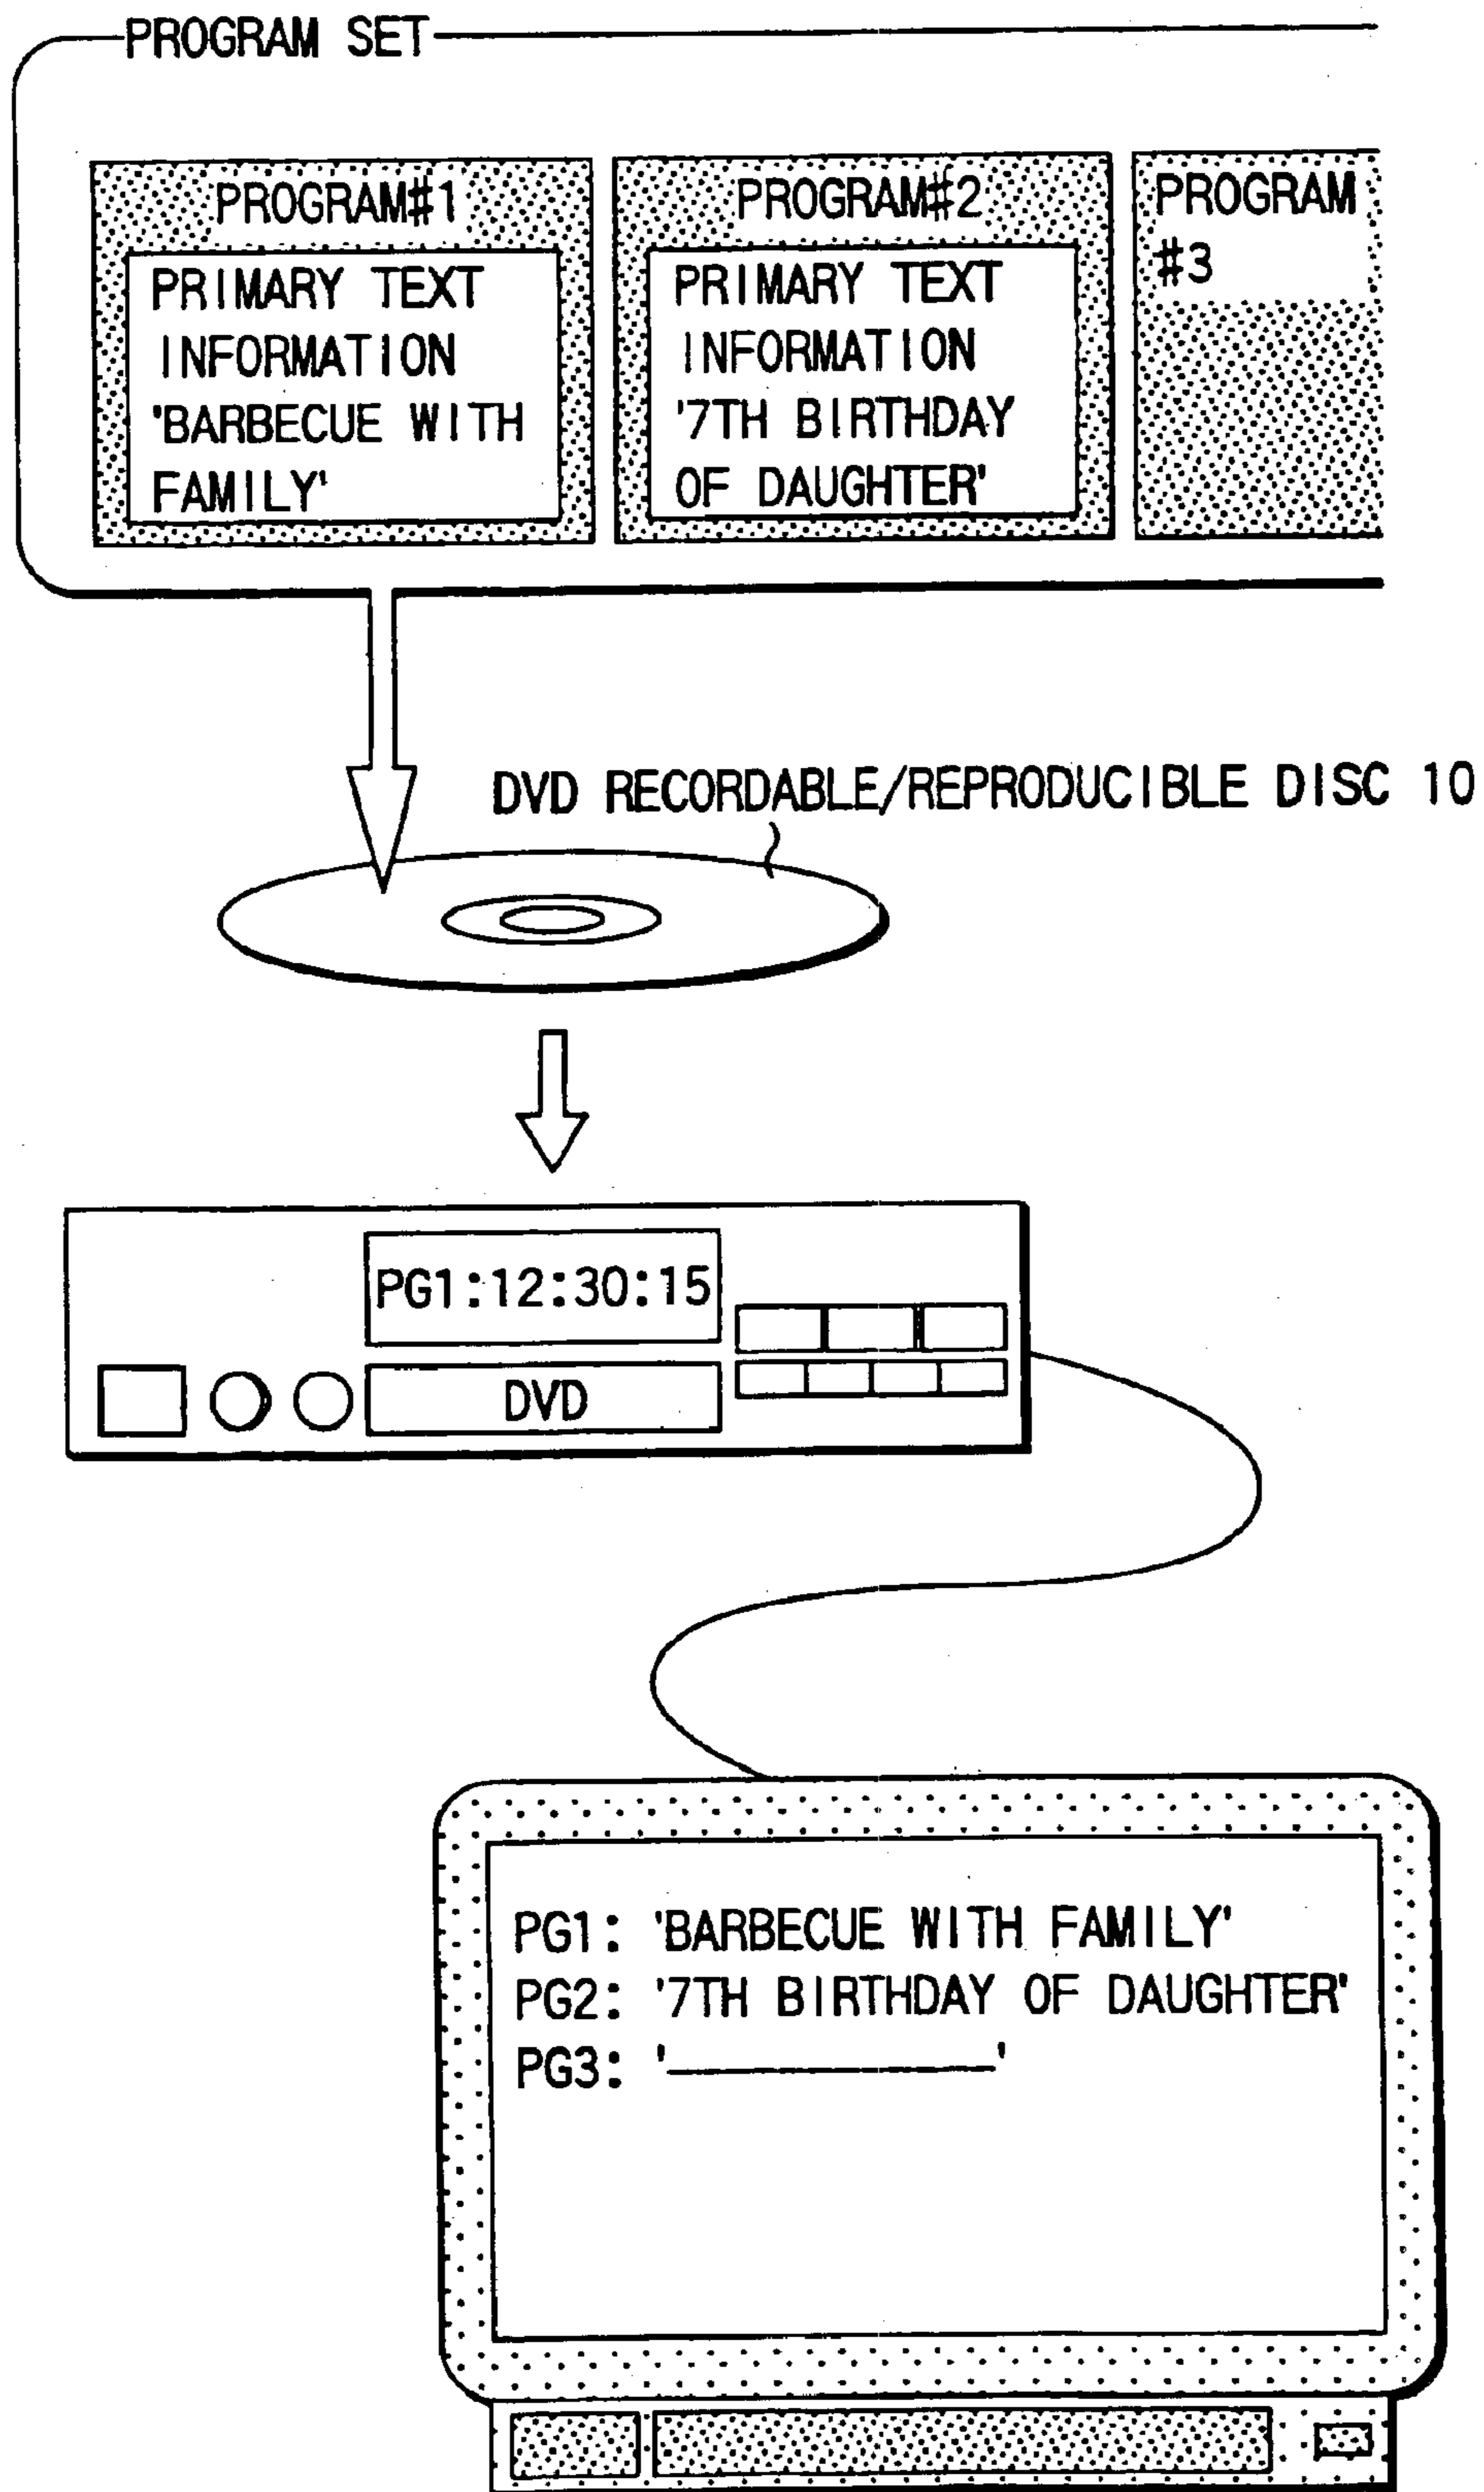 PROGRAM SET
PROGRAM#1
PRIMARY TEXT
INFORMATION
'BARBECUE WITH
FAMILY'
PROGRAM#2
PRIMARY TEXT
INFORMATION
'7TH BIRTHDAY
OF DAUGHTER'
PROGRAM
#3
DVD RECORDABLE/REPRODUCIBLE DISC 10
PG1:12:30:15
DVD
PG1: 'BARBECUE WITH FAMILY'
PG2: '7TH BIRTHDAY OF DAUGHTER'
PG3: '__________'